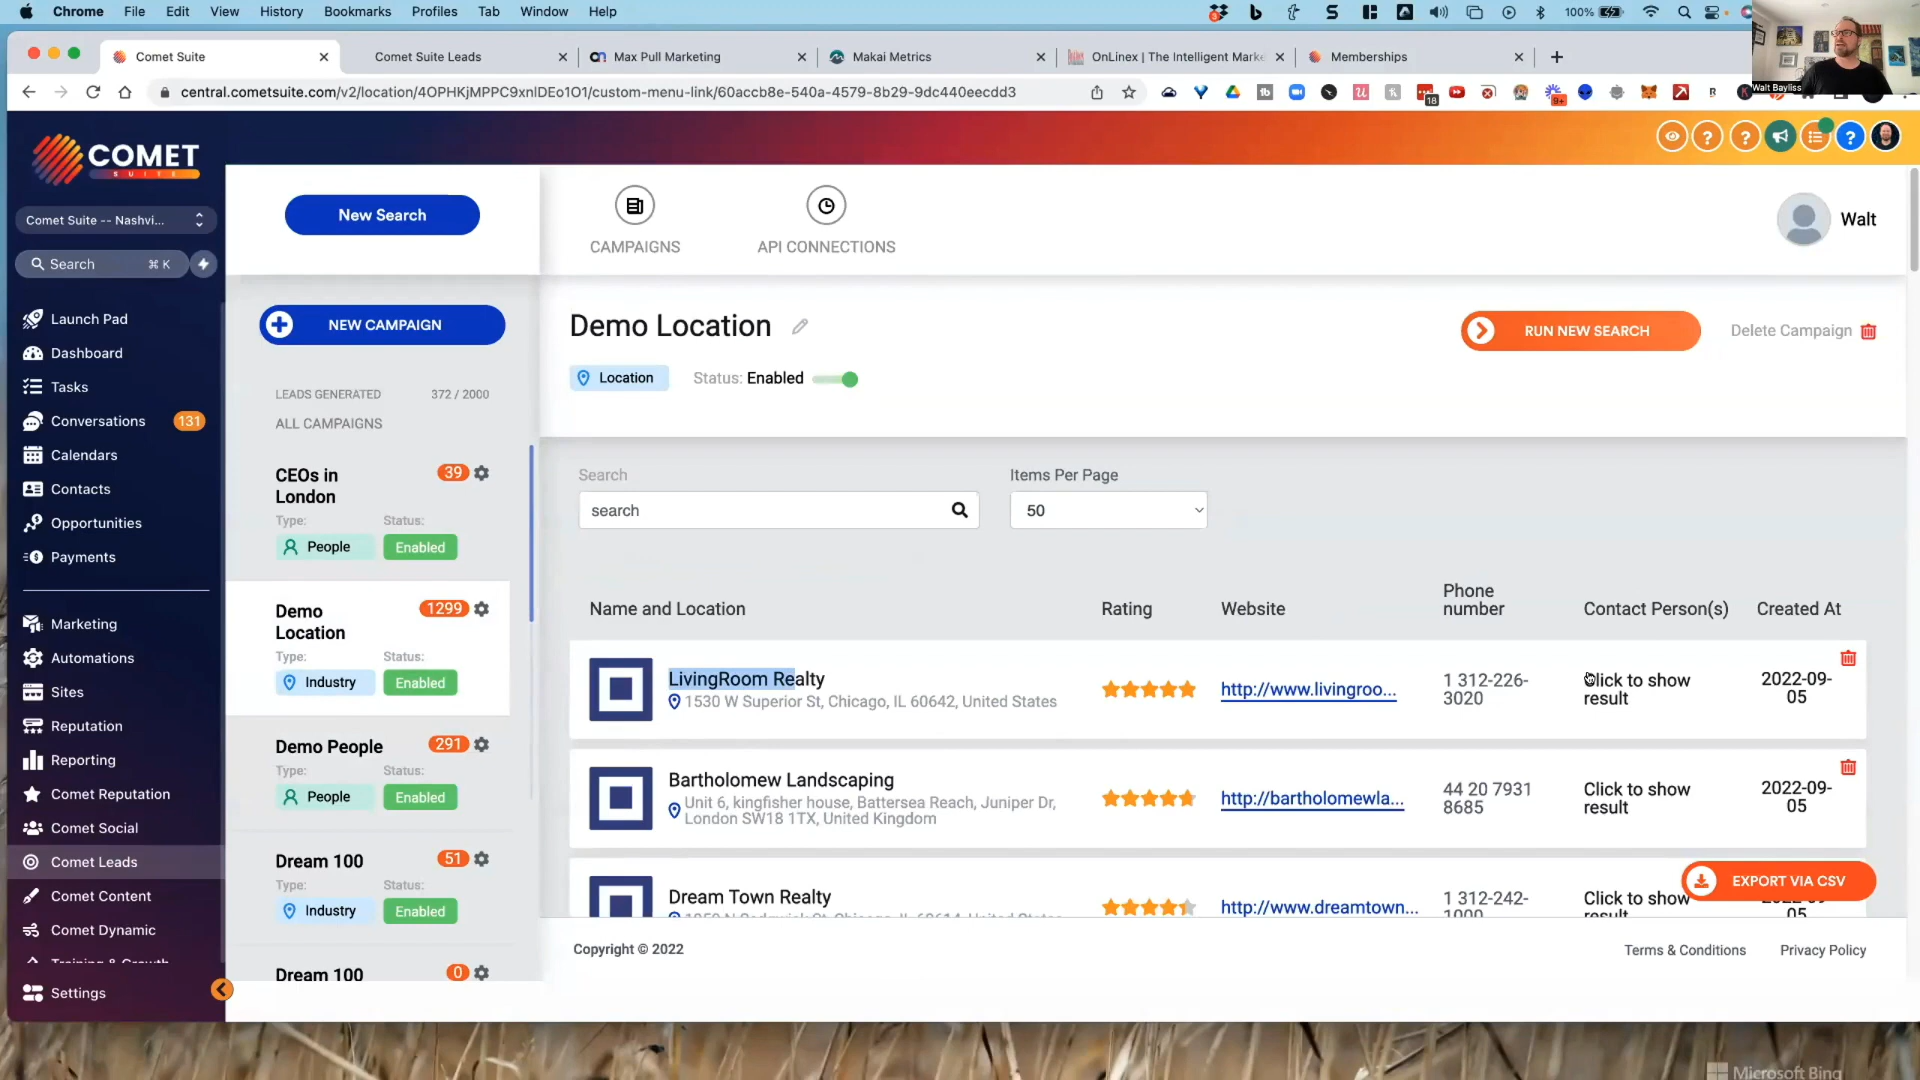 Chrome File Edit View History Bookmarks Profiles Tab Window Help
100%
Comet Suite
Comet Suite Leads
Max Pull Marketing
Makai Metrics
OnLinex | The Intelligent Marke
Memberships
central.cometsuite.com/v2/location/4OPHKjMPPC9xnlDEo1O1/custom-menu-link/60accb8e-540a-4579-8b29-9dc440eecdd3
18
9+
Walt Bayliss
COMET
SUITE
Comet Suite -- Nashvi...
Search ⌘ K
Launch Pad
Dashboard
Tasks
Conversations 131
Calendars
Contacts
Opportunities
Payments
Marketing
Automations
Sites
Reputation
Reporting
Comet Reputation
Comet Social
Comet Leads
Comet Content
Comet Dynamic
Training & Growth
Settings
New Search
NEW CAMPAIGN
LEADS GENERATED 372 / 2000
ALL CAMPAIGNS
CEOs in London 39
Type: Status:
People Enabled
Demo Location 1299
Type: Status:
Industry Enabled
Demo People 291
Type: Status:
People Enabled
Dream 100 51
Type: Status:
Industry Enabled
Dream 100 0
CAMPAIGNS
API CONNECTIONS
Walt
Demo Location
RUN NEW SEARCH
Delete Campaign
Location
Status: Enabled
Search
search
Items Per Page
50
Name and Location Rating Website Phone number Contact Person(s) Created At
LivingRoom Realty
1530 W Superior St, Chicago, IL 60642, United States
http://www.livingroo...
1 312-226-3020
Click to show result
2022-09-05
Bartholomew Landscaping
Unit 6, kingfisher house, Battersea Reach, Juniper Dr,
London SW18 1TX, United Kingdom
http://bartholomewla...
44 20 7931 8685
Click to show result
2022-09-05
Dream Town Realty
http://www.dreamtown...
1 312-242-
Click to show
05
EXPORT VIA CSV
Copyright © 2022
Terms & Conditions
Privacy Policy
Microsoft Bing